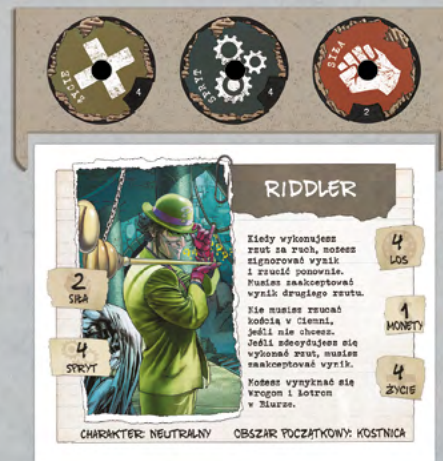 ŻYCIE
4
SPRYT
4
SIŁA
2
RIDDLER
Kiedy wykonujesz
rzut za ruch, możesz
zignorować wynik
i rzucić ponownie.
Musisz zaakceptować
wynik drugiego rzutu.
Nie musisz rzucać
kością w Ciemni,
jeśli nie chcesz.
Jeśli zdecydujesz się
wykonać rzut, musisz
zaakceptować wynik.
Możesz wymknąć się
Wrogom i Łotrom
w Biurze.
2
SIŁA
4
SPRYT
4
LOS
1
MONETY
4
ŻYCIE
CHARAKTER: NEUTRALNY
OBSZAR POCZĄTKOWY: KOSTNICA